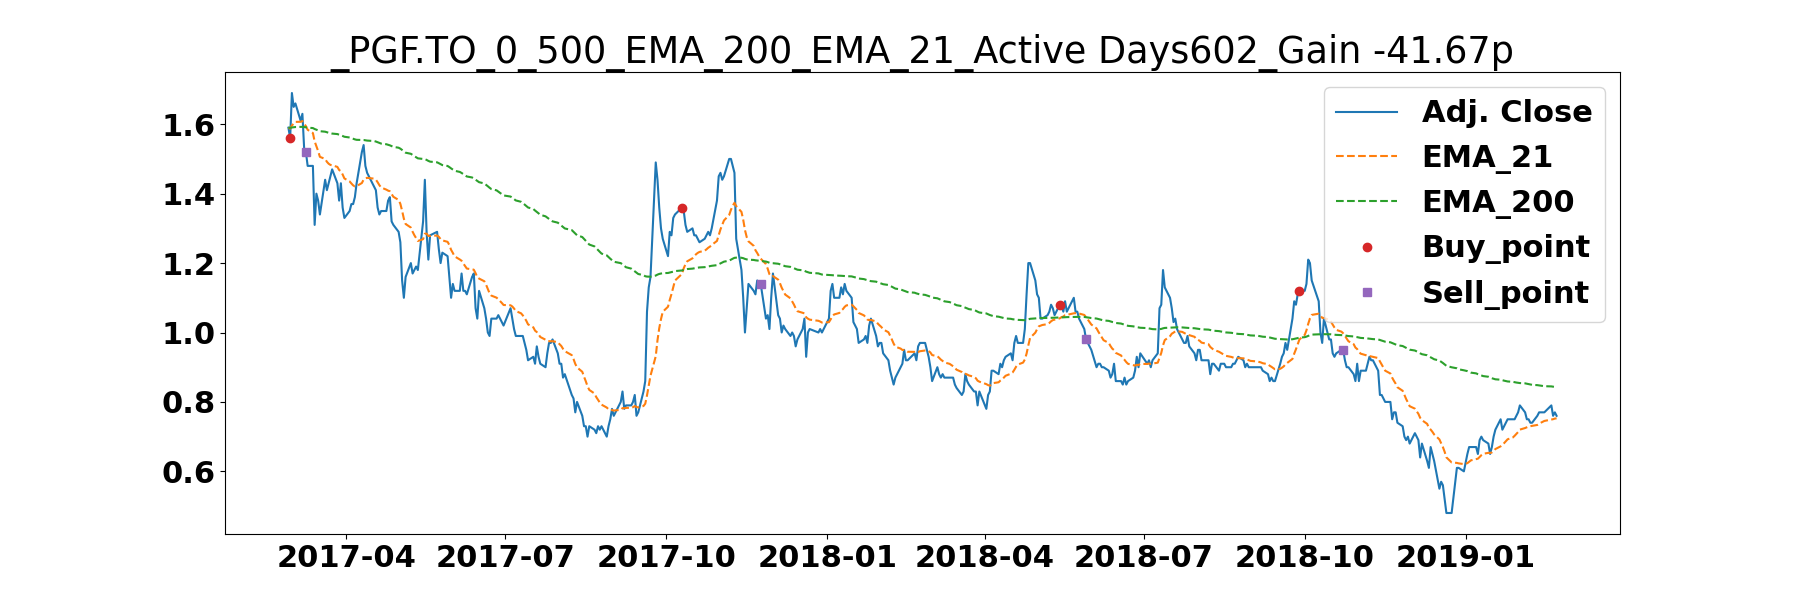 _PGF.TO_0_500_EMA_200_EMA_21_Active Days602_Gain -41.67p
Adj. Close
EMA_21
EMA_200
Buy_point
Sell_point
1.6
1.4
1.2
1.0
0.8
0.6
2017-04 2017-07 2017-10 2018-01 2018-04 2018-07 2018-10 2019-01